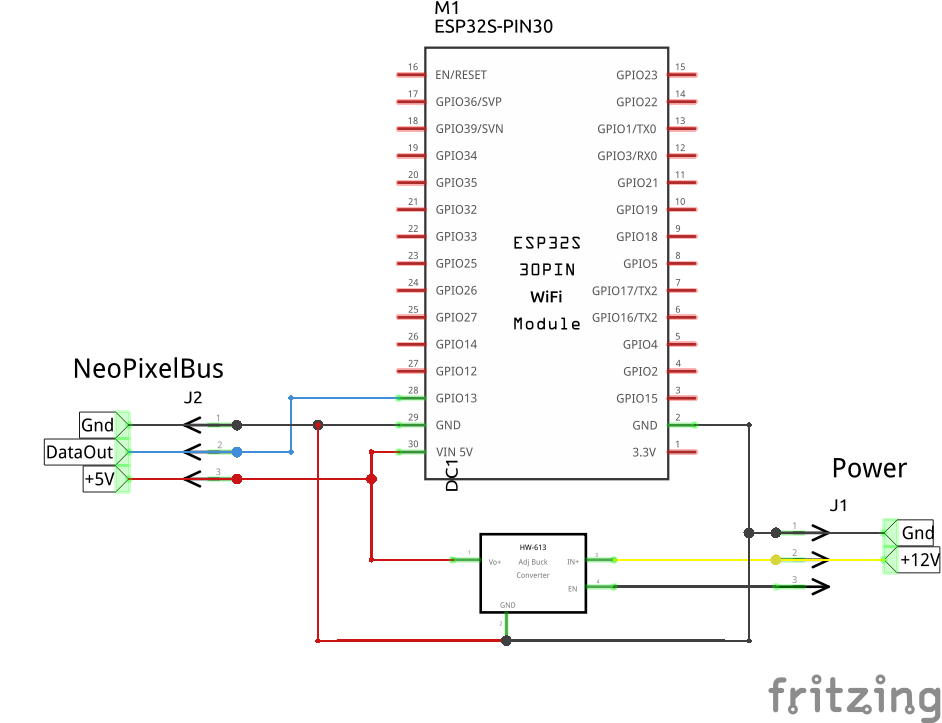 M1
ESP32S-PIN30
16 EN/RESET GPIO23 15
17 GPIO36/SVP GPIO22 14
18 GPIO39/SVN GPIO1/TX0 13
19 GPIO34 GPIO3/RX0 12
20 GPIO35 GPIO21 11
21 GPIO32 GPIO19 10
22 GPIO33 GPIO18 9
ESP32S
23 GPIO25 GPIO5 8
30PIN
24 GPIO26 WiFi GPIO17/TX2 7
25 GPIO27 Module GPIO16/TX2 6
26 GPIO14 GPIO4 5
27 GPIO12 GPIO2 4
28 GPIO13 GPIO15 3
29 GND GND 2
30 VIN 5V 3.3V 1
NeoPixelBus
J2
Gnd 1
DataOut 2
+5V 3
DC1
Power
J1
1 Gnd
2 +12V
3
HW-613
Adj Buck
Converter
1 Vo+ IN+ 3
EN 4
GND
2
fritzing